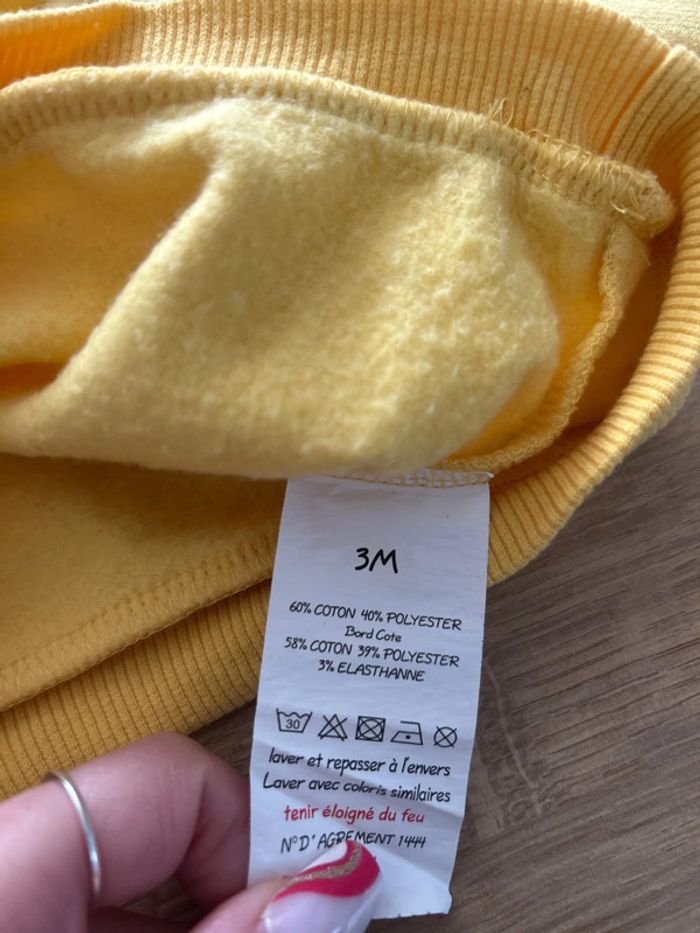 3M
60% COTON 40% POLYESTER
Bord Cote
58% COTON 39% POLYESTER
3% ELASTHANNE
30
laver et repasser à l'envers
Laver avec coloris similaires
tenir éloigné du feu
N°D'AGREMENT 1444